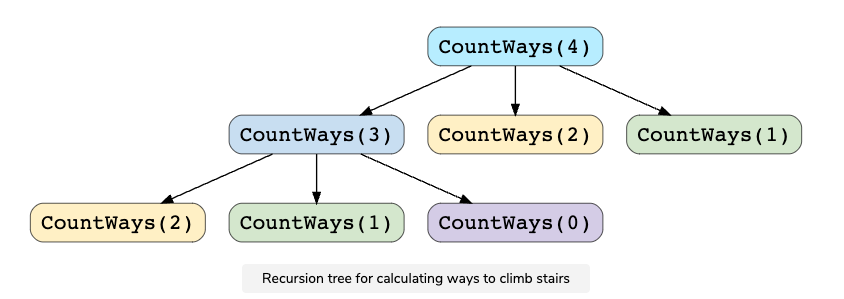 CountWays(4)
CountWays(3)
CountWays(2)
CountWays(1)
CountWays(2)
CountWays(1)
CountWays(0)
Recursion tree for calculating ways to climb stairs